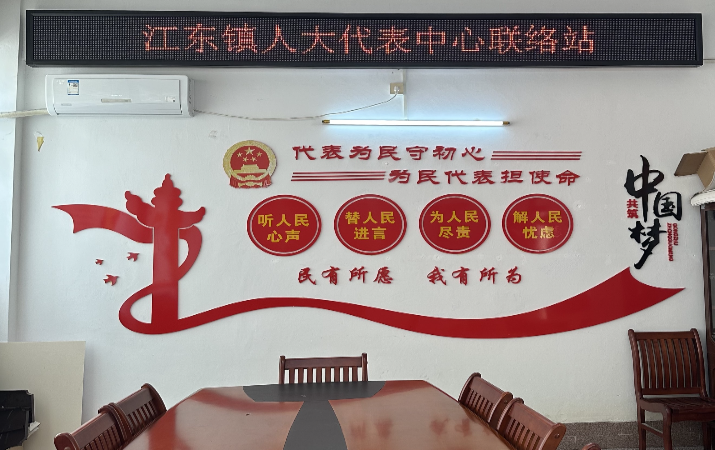 江东镇人大代表中心联络站
代表为民守初心
为民代表担使命
听人民
心声
替人民
进言
为人民
尽责
解人民
忧虑
民有所愿 我有所为
共筑
中国梦